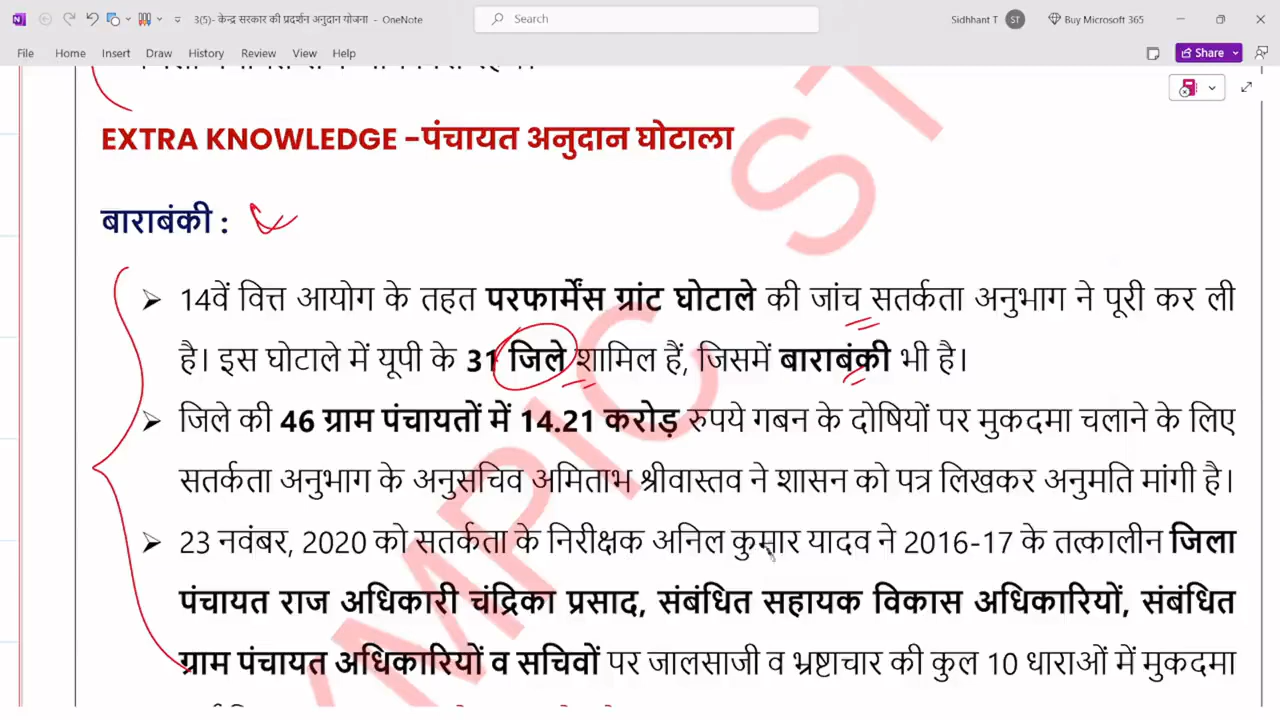 3(5)- केन्द्र सरकार की प्रदर्शन अनुदान योजना - OneNote
Search
Sidhhant T ST
Buy Microsoft 365
File Home Insert Draw History Review View Help
Share
EXTRA KNOWLEDGE -पंचायत अनुदान घोटाला
बाराबंकी :
➢ 14वें वित्त आयोग के तहत परफार्मेंस ग्रांट घोटाले की जांच सतर्कता अनुभाग ने पूरी कर ली
है। इस घोटाले में यूपी के 31 जिले शामिल हैं, जिसमें बाराबंकी भी है।
➢ जिले की 46 ग्राम पंचायतों में 14.21 करोड़ रुपये गबन के दोषियों पर मुकदमा चलाने के लिए
सतर्कता अनुभाग के अनुसचिव अमिताभ श्रीवास्तव ने शासन को पत्र लिखकर अनुमति मांगी है।
➢ 23 नवंबर, 2020 को सतर्कता के निरीक्षक अनिल कुमार यादव ने 2016-17 के तत्कालीन जिला
पंचायत राज अधिकारी चंद्रिका प्रसाद, संबंधित सहायक विकास अधिकारियों, संबंधित
ग्राम पंचायत अधिकारियों व सचिवों पर जालसाजी व भ्रष्टाचार की कुल 10 धाराओं में मुकदमा
MPIC ST